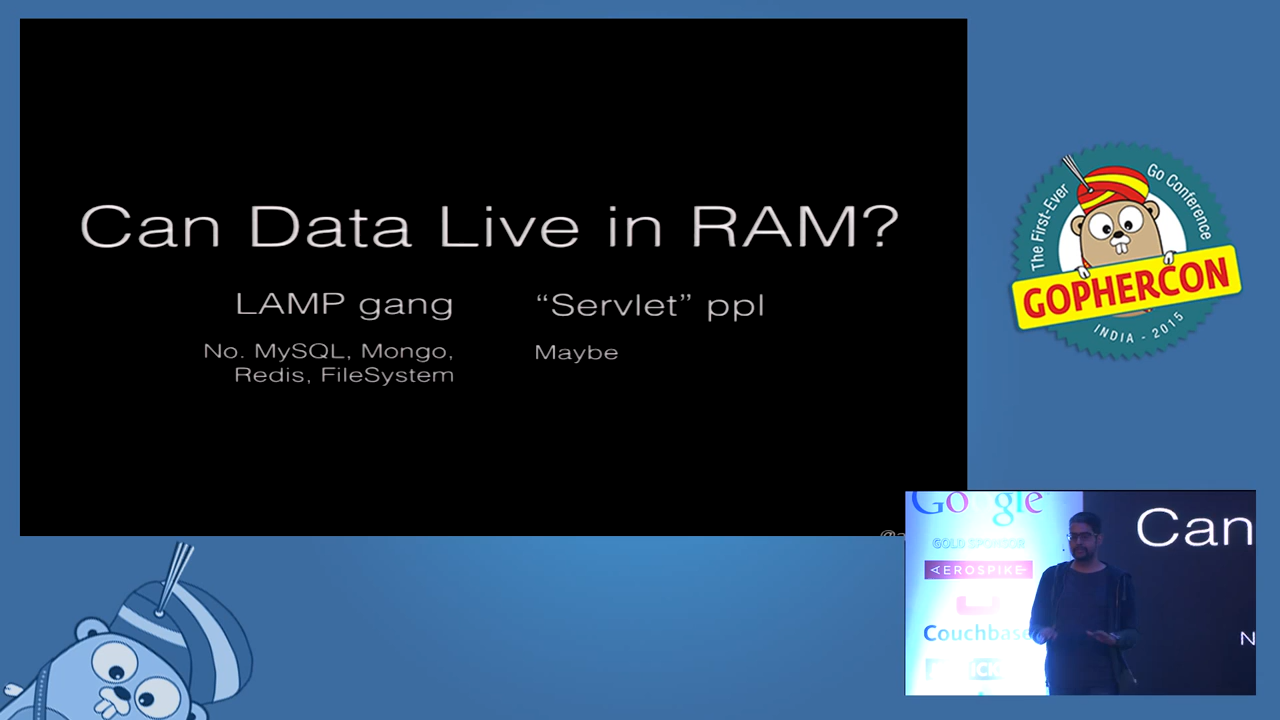 Can Data Live in RAM?
LAMP gang
"Servlet" ppl
No. MySQL, Mongo,
Redis, FileSystem
Maybe
The First-Ever
Go Conference
GOPHERCON
INDIA - 2015
Google
GOLD SPONSOR
AEROSPIKE
Couchbase
Can
N